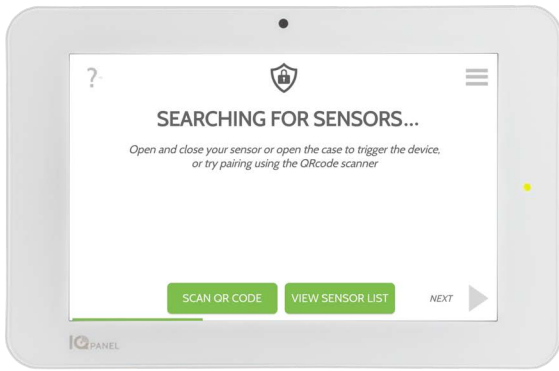 ?
SEARCHING FOR SENSORS...
Open and close your sensor or open the case to trigger the device,
or try pairing using the QRcode scanner
SCAN QR CODE
VIEW SENSOR LIST
NEXT
IQ PANEL